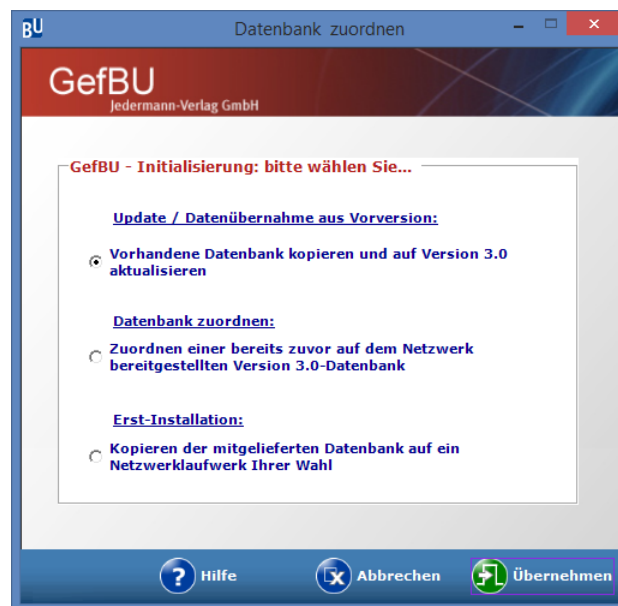 BU
Datenbank zuordnen
GefBU
Jedermann-Verlag GmbH
GefBU - Initialisierung: bitte wählen Sie...
Update / Datenübernahme aus Vorversion:
Vorhandene Datenbank kopieren und auf Version 3.0
aktualisieren
Datenbank zuordnen:
Zuordnen einer bereits zuvor auf dem Netzwerk
bereitgestellten Version 3.0-Datenbank
Erst-Installation:
Kopieren der mitgelieferten Datenbank auf ein
Netzwerklaufwerk Ihrer Wahl
? Hilfe
Abbrechen
Übernehmen